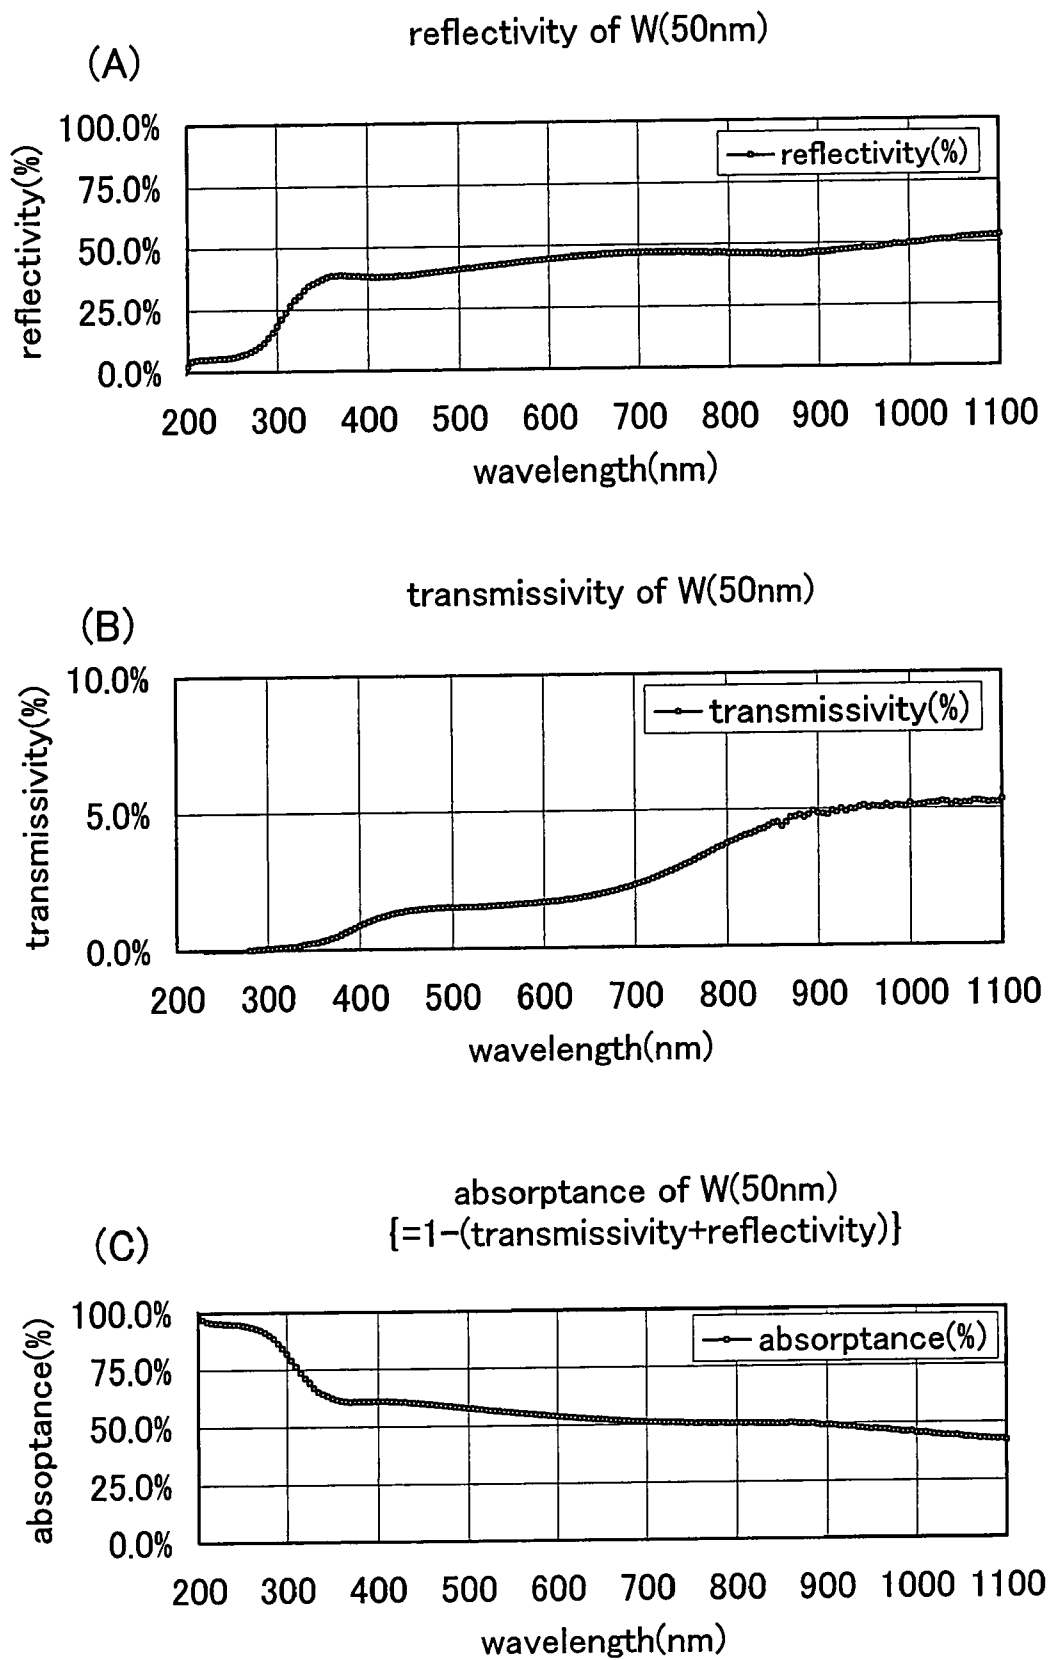 reflectivity of W(50nm)
(A)
100.0%
75.0%
50.0%
25.0%
0.0%
reflectivity(%)
reflectivity(%)
200 300 400 500 600 700 800 900 1000 1100
wavelength(nm)
transmissivity of W(50nm)
(B)
10.0%
5.0%
0.0%
transmissivity(%)
transmissivity(%)
200 300 400 500 600 700 800 900 1000 1100
wavelength(nm)
absorptance of W(50nm)
{=1-(transmissivity+reflectivity)}
(C)
100.0%
75.0%
50.0%
25.0%
0.0%
absoptance(%)
absorptance(%)
200 300 400 500 600 700 800 900 1000 1100
wavelength(nm)